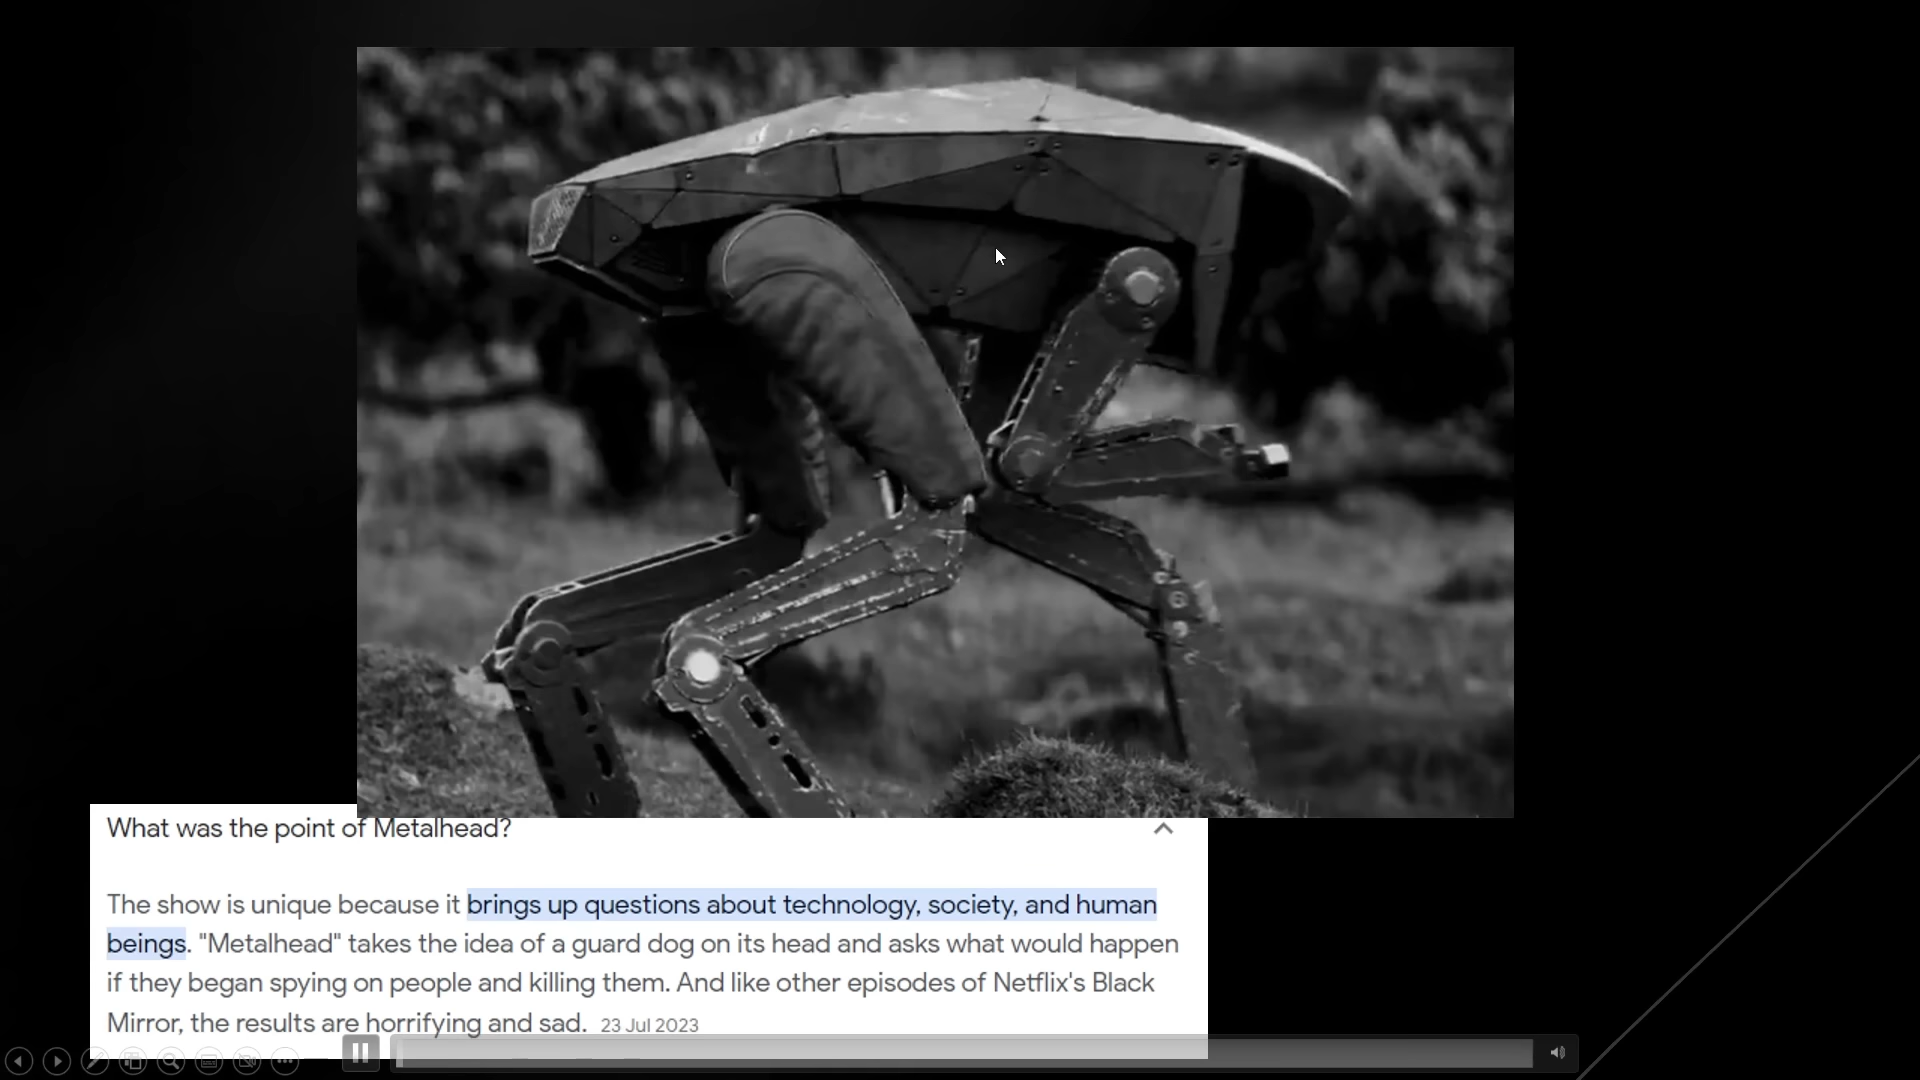 What was the point of Metalhead?
The show is unique because it brings up questions about technology, society, and human
beings. "Metalhead" takes the idea of a guard dog on its head and asks what would happen
if they began spying on people and killing them. And like other episodes of Netflix's Black
Mirror, the results are horrifying and sad. 23 Jul 2023